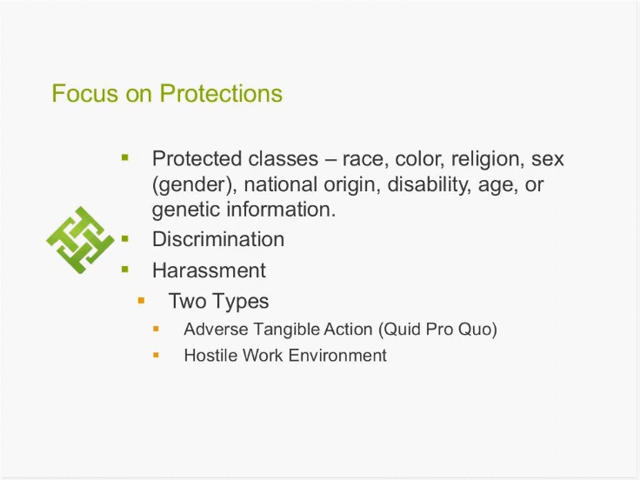 Focus on Protections
Protected classes – race, color, religion, sex
(gender), national origin, disability, age, or
genetic information.
Discrimination
Harassment
Two Types
Adverse Tangible Action (Quid Pro Quo)
Hostile Work Environment